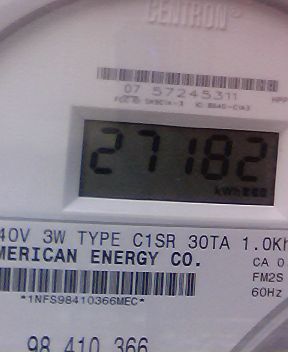 CENTRON
07 57245311
27182
kWh
40V 3W TYPE C1SR 30TA 1.0Kh
MERICAN ENERGY CO.
CA 0
FM2S
60Hz
*1NFS98410366MEC*
98 410 366